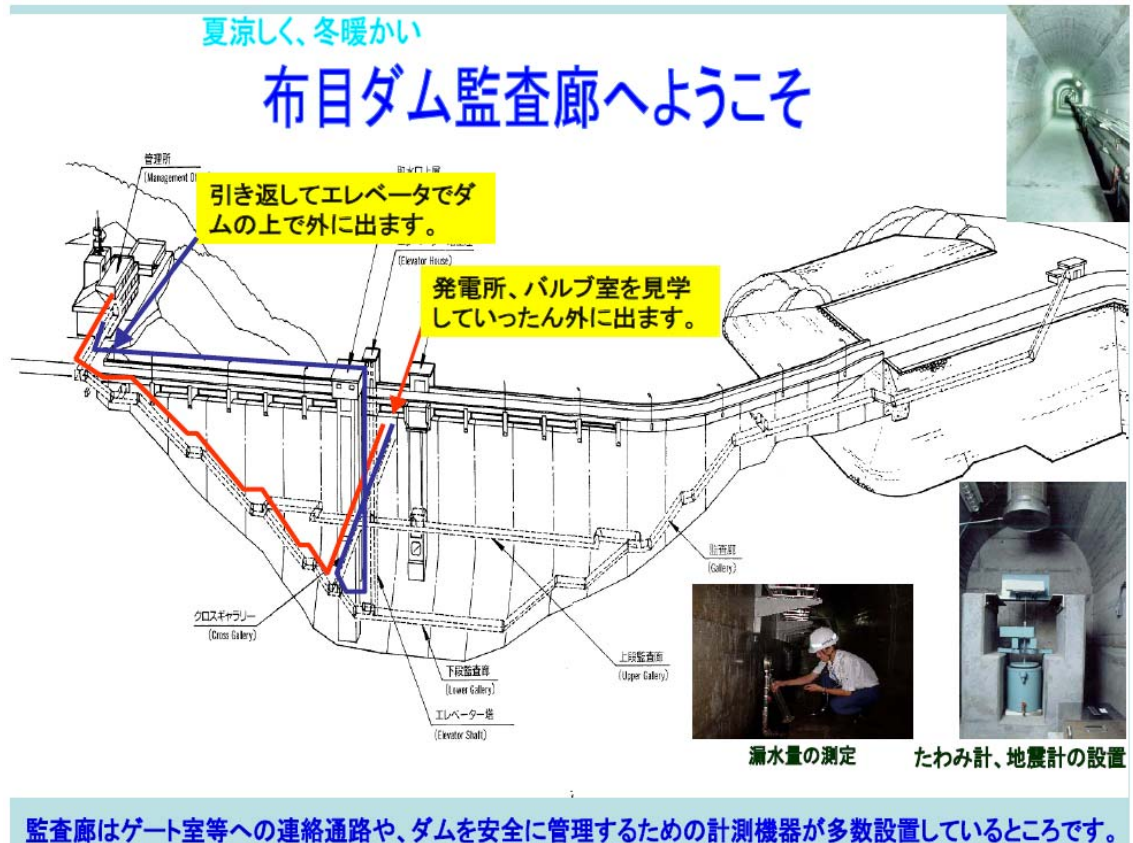 夏涼しく、冬暖かい
布目ダム監査廊へようこそ
管理所
(Management
引き返してエレベータでダ
ムの上で外に出ます。
(Elevator House)
発電所、バルブ室を見学
していったん外に出ます。
監査廊
(Gallery)
クロスギャラリー
(Cross Gallery)
上段監査廊
(Upper Gallery)
下段監査廊
(Lower Gallery)
エレベーター塔
(Elevator Shaft)
漏水量の測定
たわみ計、地震計の設置
監査廊はゲート室等への連絡通路や、ダムを安全に管理するための計測機器が多数設置しているところです。